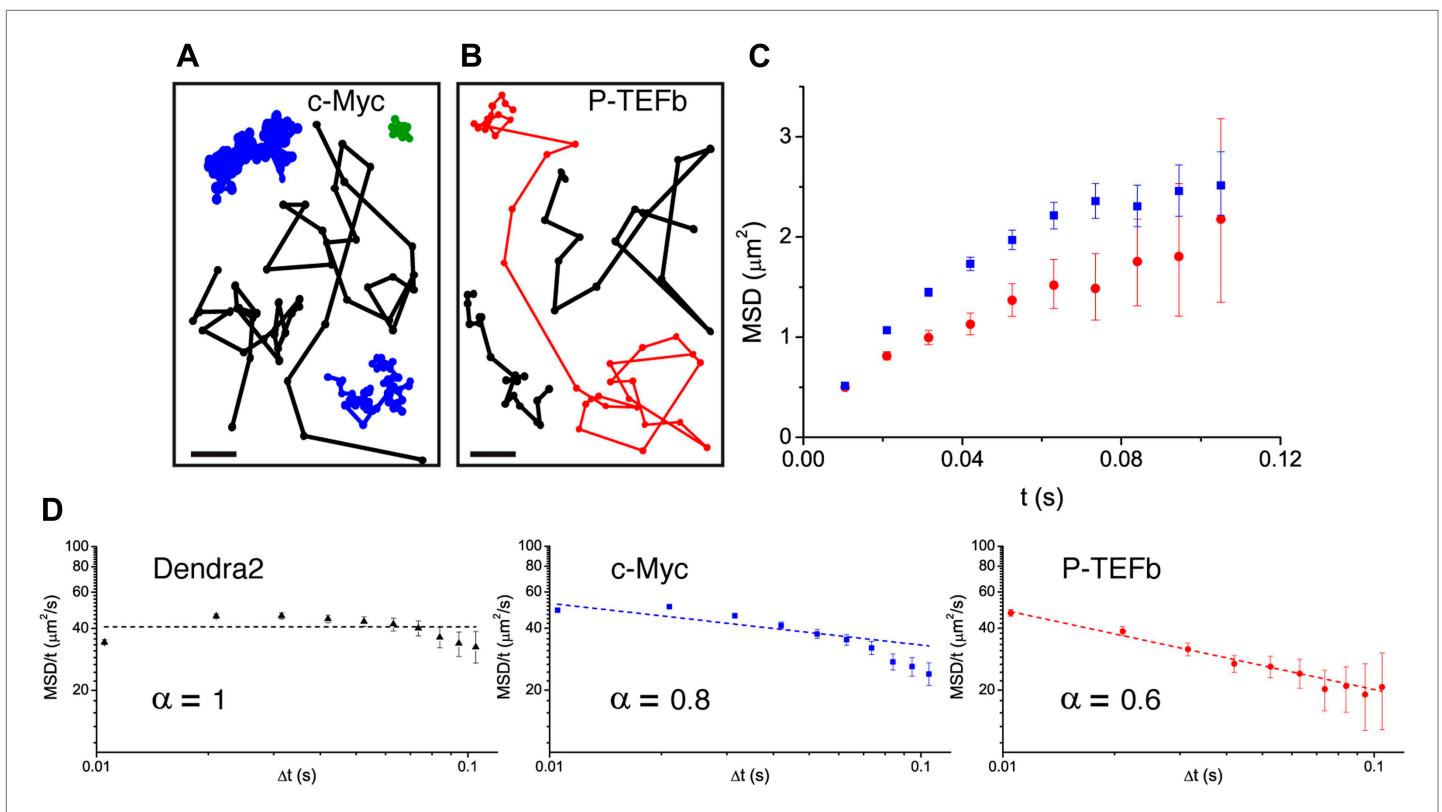 A
B
C
c-Myc
P-TEFb
3
2
1
0
MSD (μm²)
0.00
0.04
0.08
0.12
t (s)
D
100
80
60
40
20
MSD/t (μm²/s)
Dendra2
α = 1
0.01
0.1
Δt (s)
100
80
60
40
20
MSD/t (μm²/s)
c-Myc
α = 0.8
0.01
0.1
Δt (s)
100
80
60
40
20
MSD/t (μm²/s)
P-TEFb
α = 0.6
0.01
0.1
Δt (s)